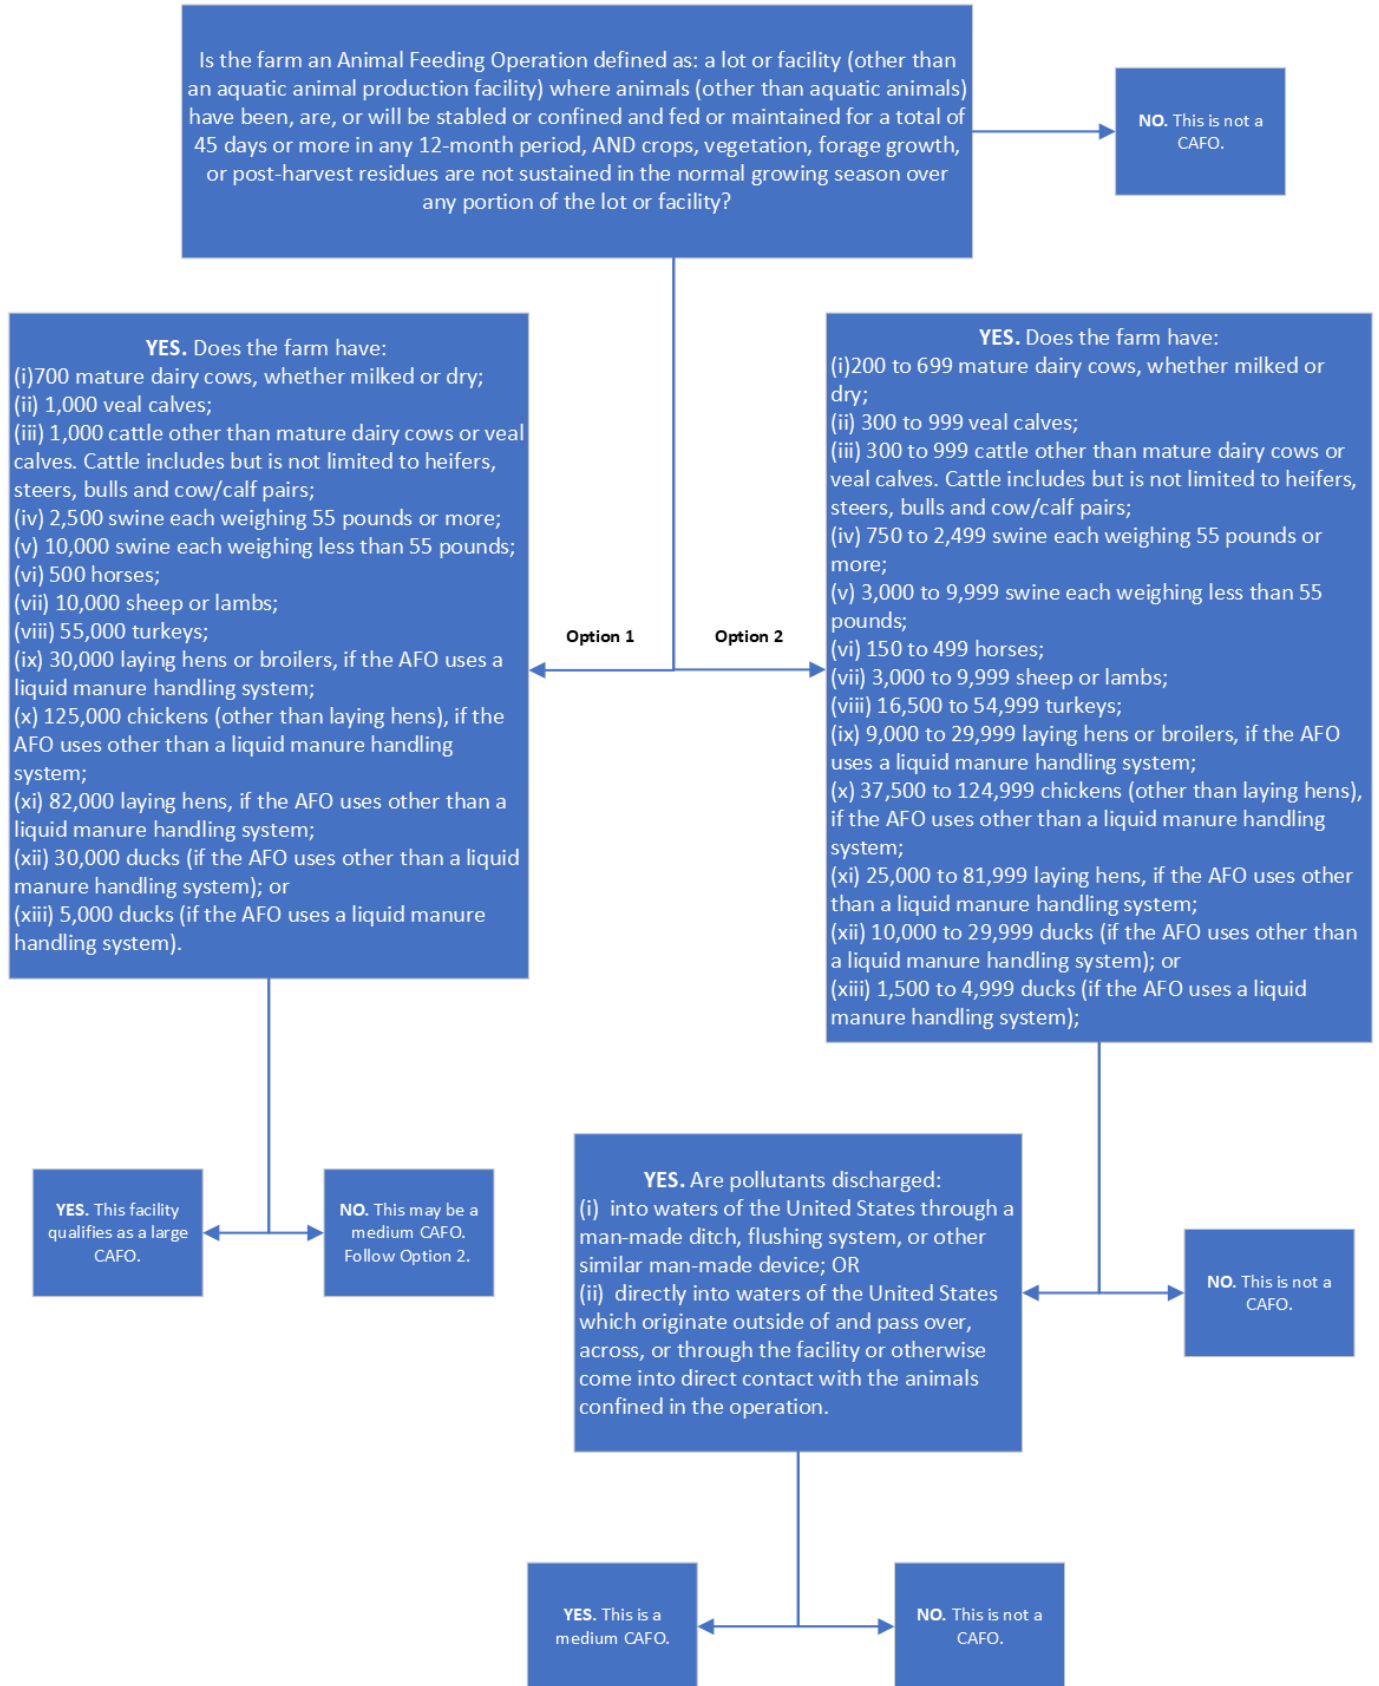 Is the farm an Animal Feeding Operation defined as: a lot or facility (other than
an aquatic animal production facility) where animals (other than aquatic animals)
have been, are, or will be stabled or confined and fed or maintained for a total of
45 days or more in any 12-month period, AND crops, vegetation, forage growth,
or post-harvest residues are not sustained in the normal growing season over
any portion of the lot or facility?
NO. This is not a
CAFO.
YES. Does the farm have:
(i)700 mature dairy cows, whether milked or dry;
(ii) 1,000 veal calves;
(iii) 1,000 cattle other than mature dairy cows or veal
calves. Cattle includes but is not limited to heifers,
steers, bulls and cow/calf pairs;
(iv) 2,500 swine each weighing 55 pounds or more;
(v) 10,000 swine each weighing less than 55 pounds;
(vi) 500 horses;
(vii) 10,000 sheep or lambs;
(viii) 55,000 turkeys;
(ix) 30,000 laying hens or broilers, if the AFO uses a
liquid manure handling system;
(x) 125,000 chickens (other than laying hens), if the
AFO uses other than a liquid manure handling
system;
(xi) 82,000 laying hens, if the AFO uses other than a
liquid manure handling system;
(xii) 30,000 ducks (if the AFO uses other than a liquid
manure handling system); or
(xiii) 5,000 ducks (if the AFO uses a liquid manure
handling system).
Option 1
Option 2
YES. Does the farm have:
(i)200 to 699 mature dairy cows, whether milked or
dry;
(ii) 300 to 999 veal calves;
(iii) 300 to 999 cattle other than mature dairy cows or
veal calves. Cattle includes but is not limited to heifers,
steers, bulls and cow/calf pairs;
(iv) 750 to 2,499 swine each weighing 55 pounds or
more;
(v) 3,000 to 9,999 swine each weighing less than 55
pounds;
(vi) 150 to 499 horses;
(vii) 3,000 to 9,999 sheep or lambs;
(viii) 16,500 to 54,999 turkeys;
(ix) 9,000 to 29,999 laying hens or broilers, if the AFO
uses a liquid manure handling system;
(x) 37,500 to 124,999 chickens (other than laying hens),
if the AFO uses other than a liquid manure handling
system;
(xi) 25,000 to 81,999 laying hens, if the AFO uses other
than a liquid manure handling system;
(xii) 10,000 to 29,999 ducks (if the AFO uses other than
a liquid manure handling system); or
(xiii) 1,500 to 4,999 ducks (if the AFO uses a liquid
manure handling system);
YES. This facility
qualifies as a large
CAFO.
NO. This may be a
medium CAFO.
Follow Option 2.
YES. Are pollutants discharged:
(i) into waters of the United States through a
man-made ditch, flushing system, or other
similar man-made device; OR
(ii) directly into waters of the United States
which originate outside of and pass over,
across, or through the facility or otherwise
come into direct contact with the animals
confined in the operation.
NO. This is not a
CAFO.
YES. This is a
medium CAFO.
NO. This is not a
CAFO.